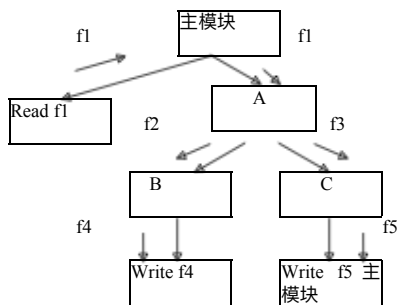 主模块
f1
f1
Read f1
A
f2
f3
B
C
f4
f5
Write f4
Write f5 主
模块